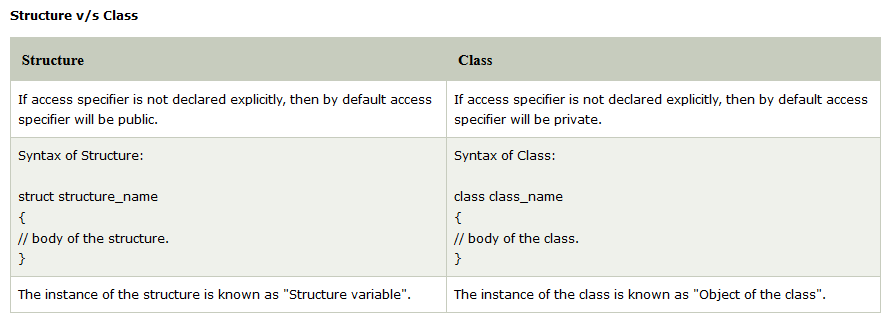 Structure v/s Class
Structure
Class
If access specifier is not declared explicitly, then by default access
specifier will be public.
If access specifier is not declared explicitly, then by default access
specifier will be private.
Syntax of Structure:
struct structure_name
{
// body of the structure.
}
Syntax of Class:
class class_name
{
// body of the class.
}
The instance of the structure is known as "Structure variable".
The instance of the class is known as "Object of the class".